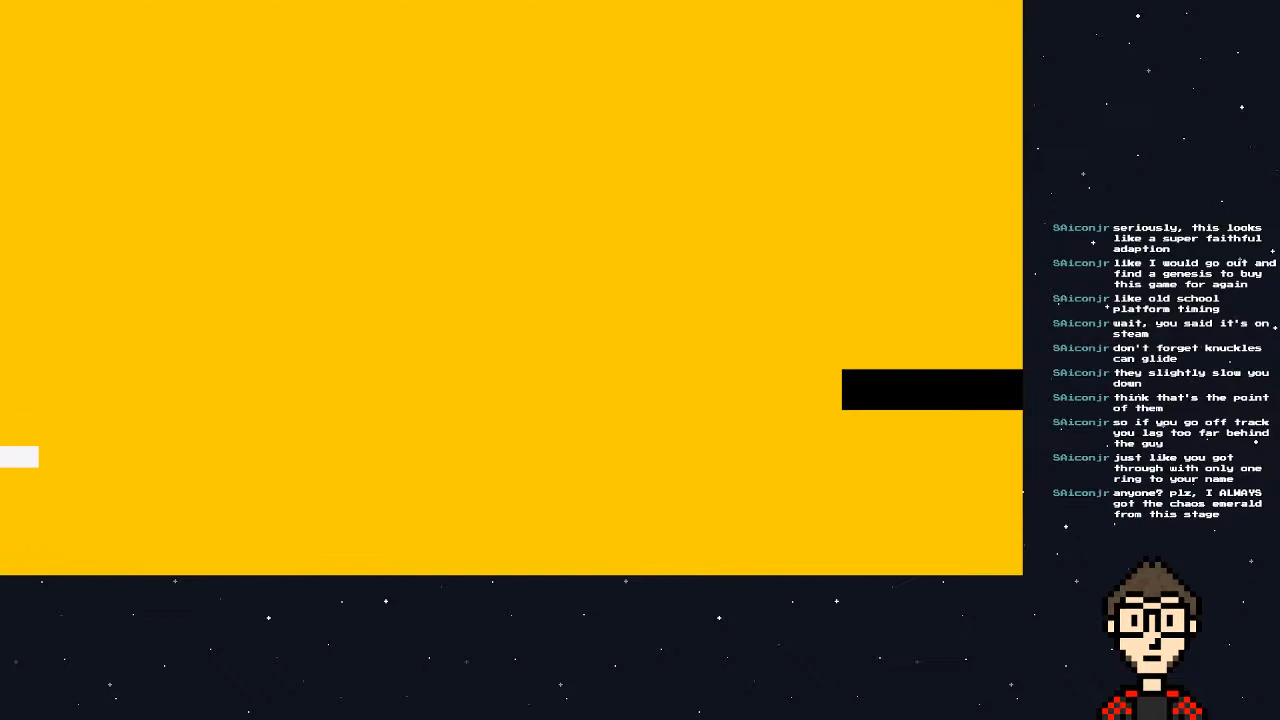 SAiconjr seriously, this looks
like a super faithful
adaption
SAiconjr like I would go out and
find a genesis to buy
this game for again
SAiconjr like old school
platform timing
SAiconjr wait, you said it's on
steam
SAiconjr don't forget knuckles
can glide
SAiconjr they slightly slow you
down
SAiconjr think that's the point
of them
SAiconjr so if you go off track
you lag too far behind
the guy
SAiconjr just like you got
through with only one
ring to your name
SAiconjr anyone? plz, I ALWAYS
got the chaos emerald
from this stage